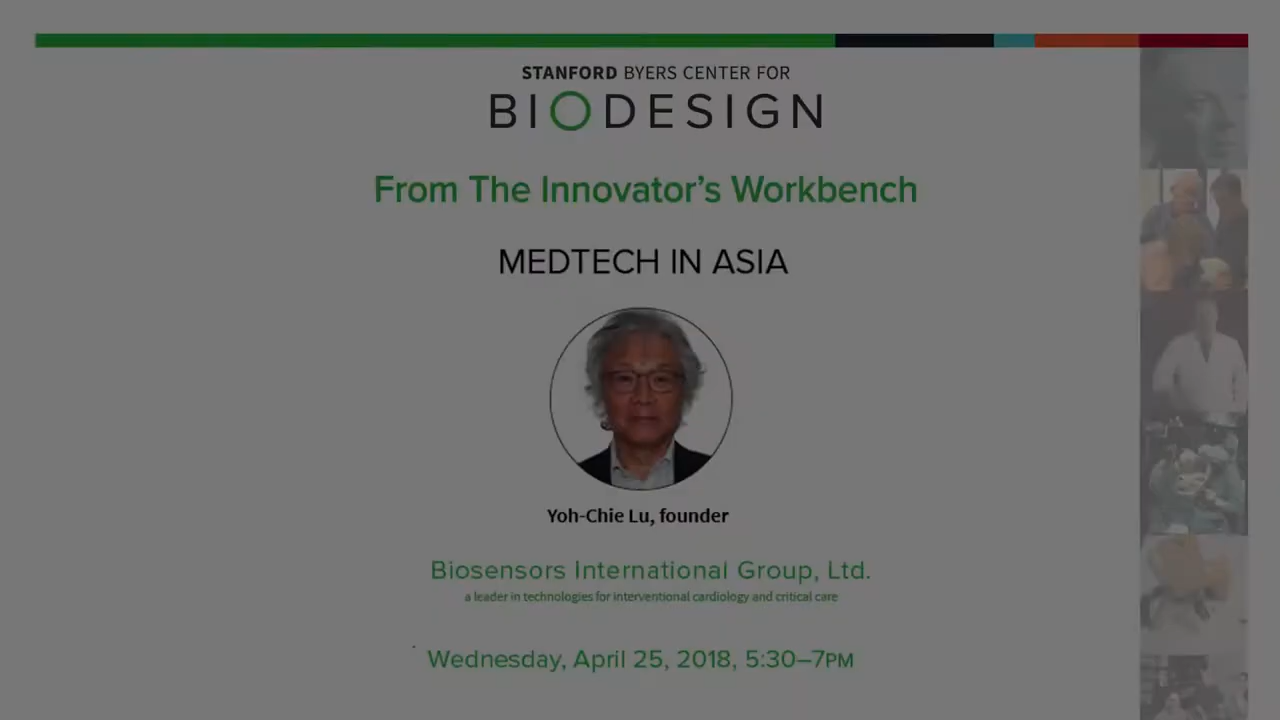 STANFORD BYERS CENTER FOR
BIODESIGN
From The Innovator's Workbench
MEDTECH IN ASIA
Yoh-Chie Lu, founder
Biosensors International Group, Ltd.
a leader in technologies for interventional cardiology and critical care
Wednesday, April 25, 2018, 5:30–7PM